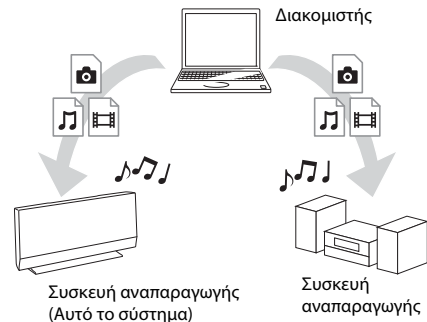 Διακομιστής
Συσκευή αναπαραγωγής
(Αυτό το σύστημα)
Συσκευή
αναπαραγωγής